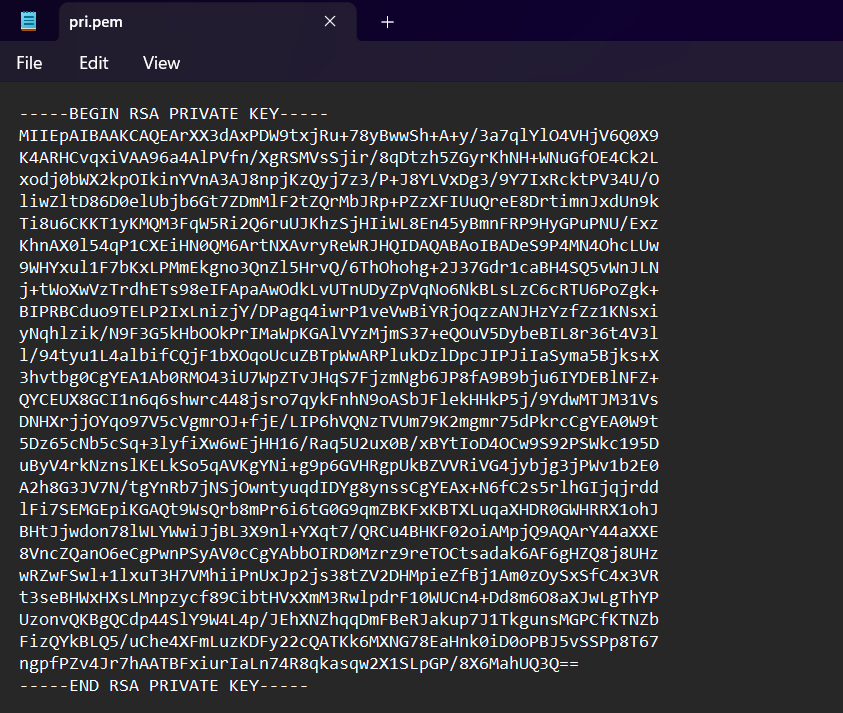 pri.pem
File Edit View
-----BEGIN RSA PRIVATE KEY-----
MIIEpAIBAAKCAQEArXX3dAxPDW9txjRu+78yBwwSh+A+y/3a7qlYlO4VHjV6Q0X9
K4ARHCvqxiVAA96a4AlPVfn/XgRSMVsSjir/8qDtzh5ZGyrKhNH+WNuGfOE4Ck2L
xodj0bWX2kpOIkinYVnA3AJ8npjKzQyj7z3/P+J8YLVxDg3/9Y7IxRcktPV34U/O
liwZltD86D0elUbjb6Gt7ZDmMlF2tZQrMbJRp+PZzXFIUuQreE8DrtimnJxdUn9k
Ti8u6CKKT1yKMQM3FqW5Ri2Q6ruUJKhzSjHIiWL8En45yBmnFRP9HyGPuPNU/Exz
KhnAX0l54qP1CXEiHN0QM6ArtNXAvryReWRJHQIDAQABAoIBADeS9P4MN4OhcLUw
9WHYxul1F7bKxLPMmEkgno3QnZl5HrvQ/6ThOhohg+2J37Gdr1caBH4SQ5vWnJLN
j+tWoXwVzTrdhETs98eIFApaAwOdkLvUTnUDyZpVqNo6NkBLsLzC6cRTU6PoZgk+
BIPRBCduo9TELP2IxLnizjY/DPagq4iwrP1veVwBiYRjOqzzANJHzYzfZz1KNsxi
yNqhlzik/N9F3G5kHbOOkPrIMaWpKGAlVYzMjmS37+eQOuV5DybeBIL8r36t4V3l
l/94tyu1L4albifCQjF1bXOqoUcuZBTpWwARPlukDzlDpcJIPJiIaSyma5Bjks+X
3hvtbg0CgYEA1Ab0RMO43iU7WpZTvJHqS7FjzmNgb6JP8fA9B9bju6IYDEBlNFZ+
QYCEUX8GCI1n6q6shwrc448jsro7qykFnhN9oASbJFlekHHkP5j/9YdwMTJM31Vs
DNHXrjjOYqo97V5cVgmrOJ+fjE/LIP6hVQNzTVUm79K2mgmr75dPkrcCgYEA0W9t
5Dz65cNb5cSq+3lyfiXw6wEjHH16/Raq5U2ux0B/xBYtIoD4OCw9S92PSWkc195D
uByV4rkNznslKELkSo5qAVKgYNi+g9p6GVHRgpUkBZVVRiVG4jybjg3jPWv1b2E0
A2h8G3JV7N/tgYnRb7jNSjOwntyuqdIDYg8ynssCgYEAx+N6fC2s5rlhGIjqjrdd
lFi7SEMGEpiKGAQt9WsQrb8mPr6i6tG0G9qmZBKFxKBTXLuqaXHDR0GWHRRX1ohJ
BHtJjwdon78lWLYWwiJjBL3X9nl+YXqt7/QRCu4BHKF02oiAMpjQ9AQArY44aXXE
8VncZQanO6eCgPwnPSyAV0cCgYAbbOIRD0Mzrz9reTOCtsadak6AF6gHZQ8j8UHz
wRZwFSwl+1lxuT3H7VMhiiPnUxJp2js38tZV2DHMpieZfBj1Am0zOySxSfC4x3VR
t3seBHWxHXsLMnpzycf89CibtHVxXmM3RwlpdrF10WUCn4+Dd8m6O8aXJwLgThYP
UzonvQKBgQCdp44SlY9W4L4p/JEhXNZhqqDmFBeRJakup7J1TkgunsMGPCfKTNZb
FizQYkBLQ5/uChe4XFmLuzKDFy22cQATKk6MXNG78EaHnk0iD0oPBJ5vSSPp8T67
ngpfPZv4Jr7hAATBFxiurIaLn74R8qkasqw2X1SLpGP/8X6MahUQ3Q==
-----END RSA PRIVATE KEY-----